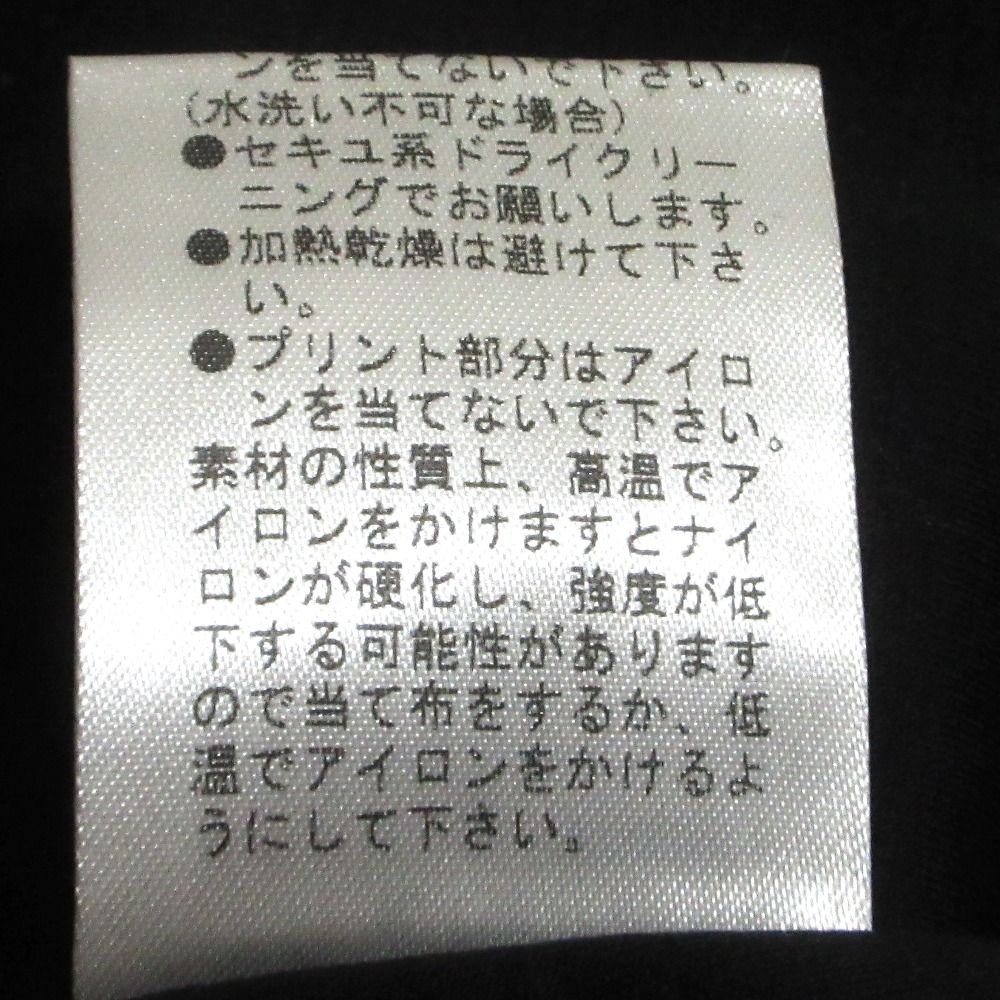 ンを当てないで下さい。
(水洗い不可な場合)
●セキユ系ドライクリー
ニングでお願いします。
●加熱乾燥は避けて下さ
い。
●プリント部分はアイロ
ンを当てないで下さい。
素材の性質上、高温でア
イロンをかけますとナイ
ロンが硬化し、強度が低
下する可能性があります
ので当て布をするか、低
温でアイロンをかけるよ
うにして下さい。